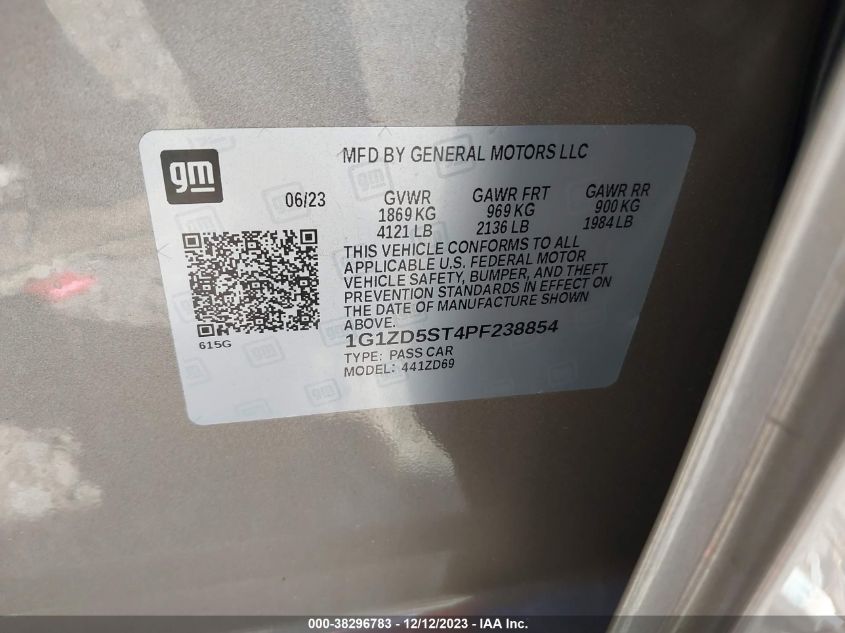 gm
MFD BY GENERAL MOTORS LLC
06/23
GVWR GAWR FRT GAWR RR
1869 KG 969 KG 900 KG
4121 LB 2136 LB 1984 LB
THIS VEHICLE CONFORMS TO ALL
APPLICABLE U.S. FEDERAL MOTOR
VEHICLE SAFETY, BUMPER, AND THEFT
PREVENTION STANDARDS IN EFFECT ON
THE DATE OF MANUFACTURE SHOWN
ABOVE.
615G
1G1ZD5ST4PF238854
TYPE: PASS CAR
MODEL: 441ZD69
000-38296783 - 12/12/2023 - IAA Inc.